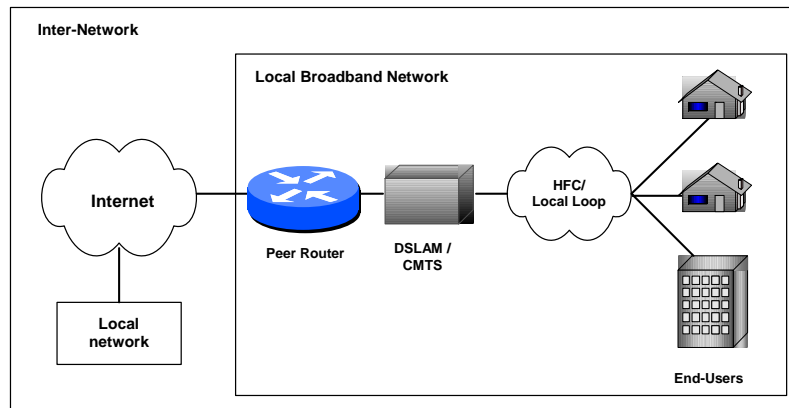 Inter-Network
Local Broadband Network
Internet
HFC/
Local Loop
Peer Router
DSLAM /
CMTS
Local
network
End-Users